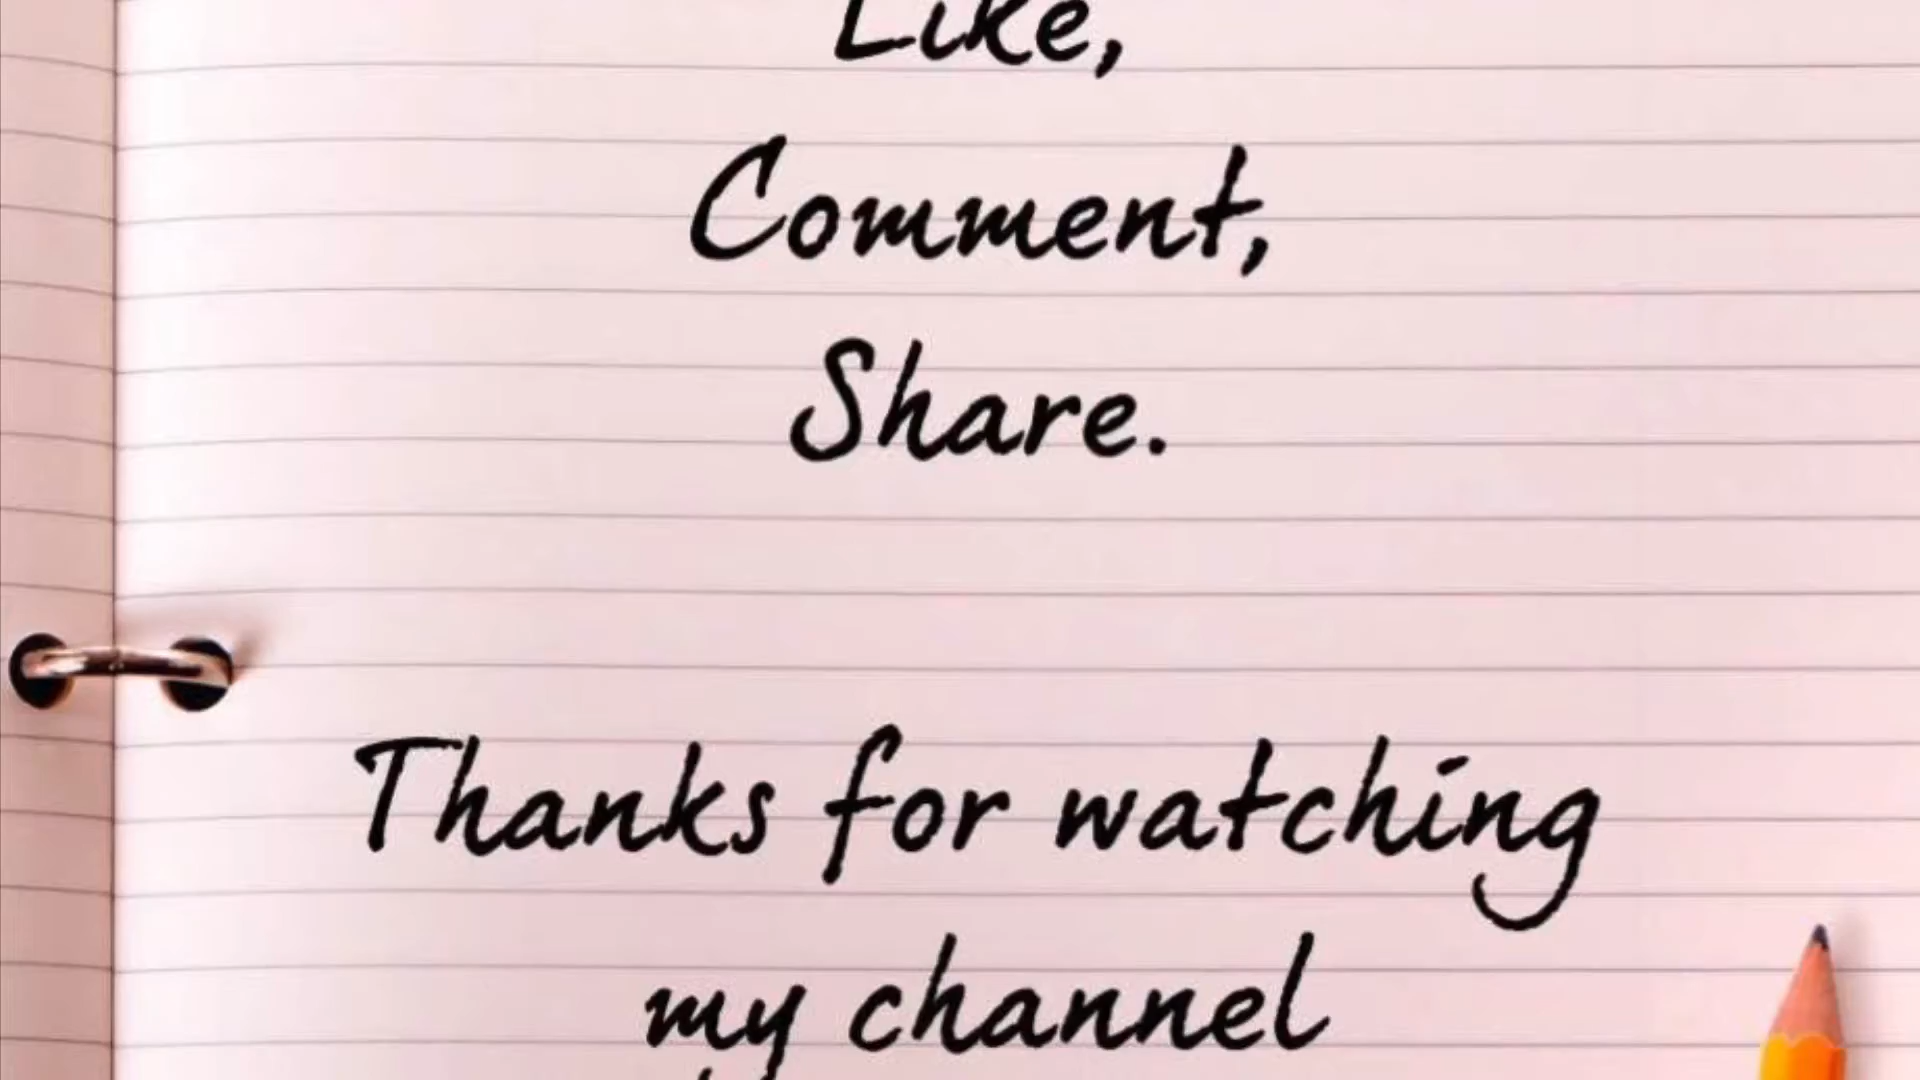 Like,
Comment,
Share.
Thanks for watching
my channel